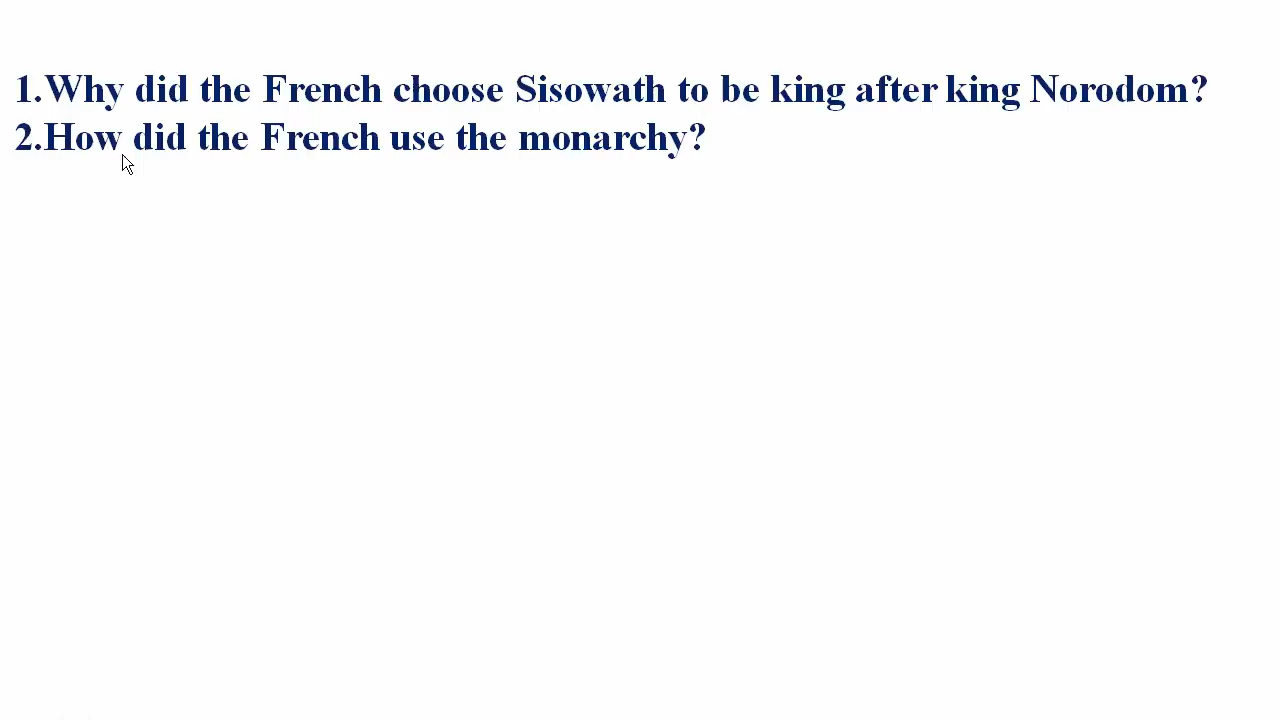 1.Why did the French choose Sisowath to be king after king Norodom?
2.How did the French use the monarchy?